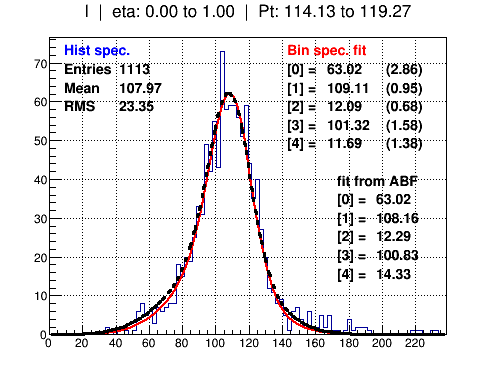 I | eta: 0.00 to 1.00 | Pt: 114.13 to 119.27
Hist spec.
Entries 1113
Mean 107.97
RMS 23.35
Bin spec. fit
[0] = 63.02 (2.86)
[1] = 109.11 (0.95)
[2] = 12.09 (0.68)
[3] = 101.32 (1.58)
[4] = 11.69 (1.38)
fit from ABF
[0] = 63.02
[1] = 108.16
[2] = 12.29
[3] = 100.83
[4] = 14.33
70
60
50
40
30
20
10
0
0 20 40 60 80 100 120 140 160 180 200 220